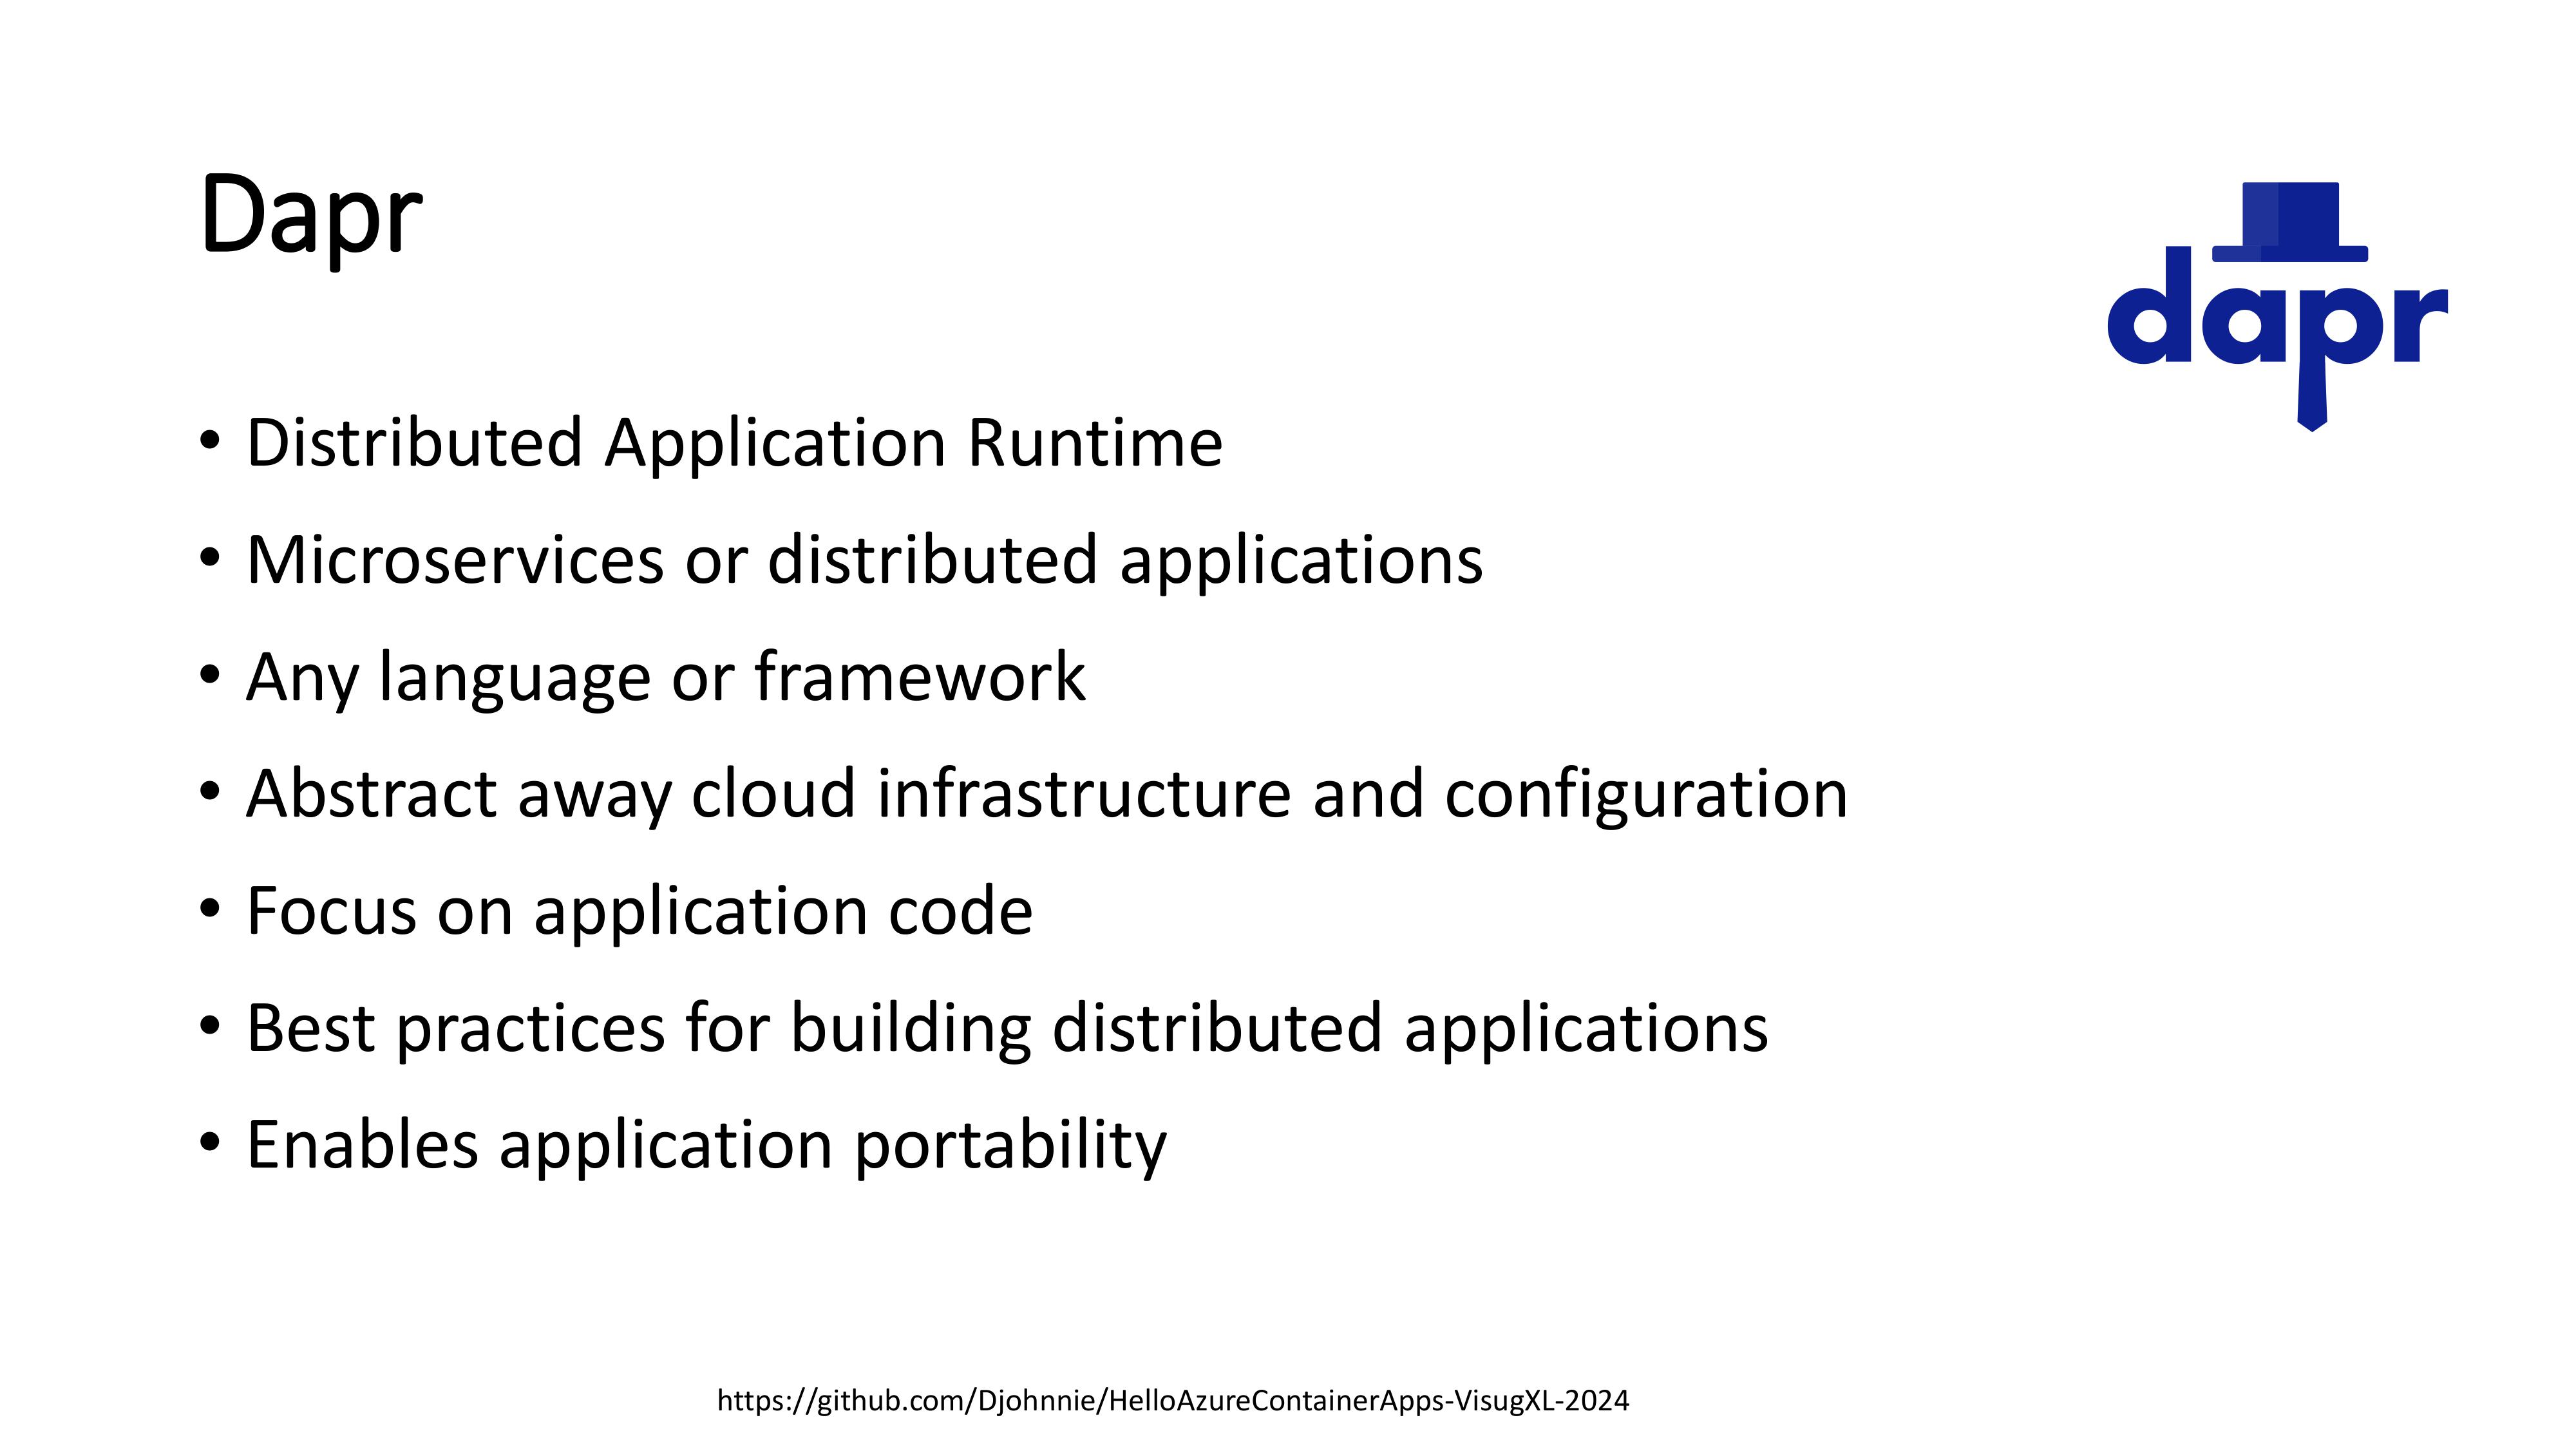 Dapr
dapr
• Distributed Application Runtime
• Microservices or distributed applications
• Any language or framework
• Abstract away cloud infrastructure and configuration
• Focus on application code
• Best practices for building distributed applications
• Enables application portability
https://github.com/Djohnnie/HelloAzureContainerApps-VisugXL-2024